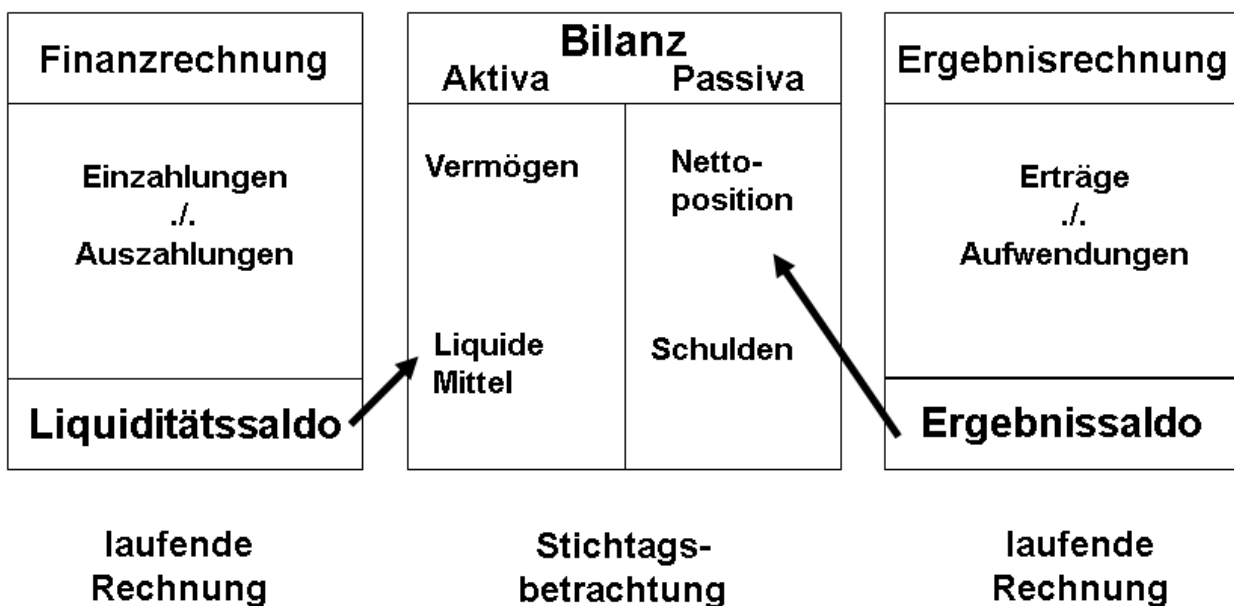 Finanzrechnung
Einzahlungen
./.
Auszahlungen
Liquiditätssaldo
laufende
Rechnung
Bilanz
Aktiva Passiva
Vermögen
Liquide
Mittel
Netto-
position
Schulden
Stichtags-
betrachtung
Ergebnisrechnung
Erträge
./.
Aufwendungen
Ergebnissaldo
laufende
Rechnung